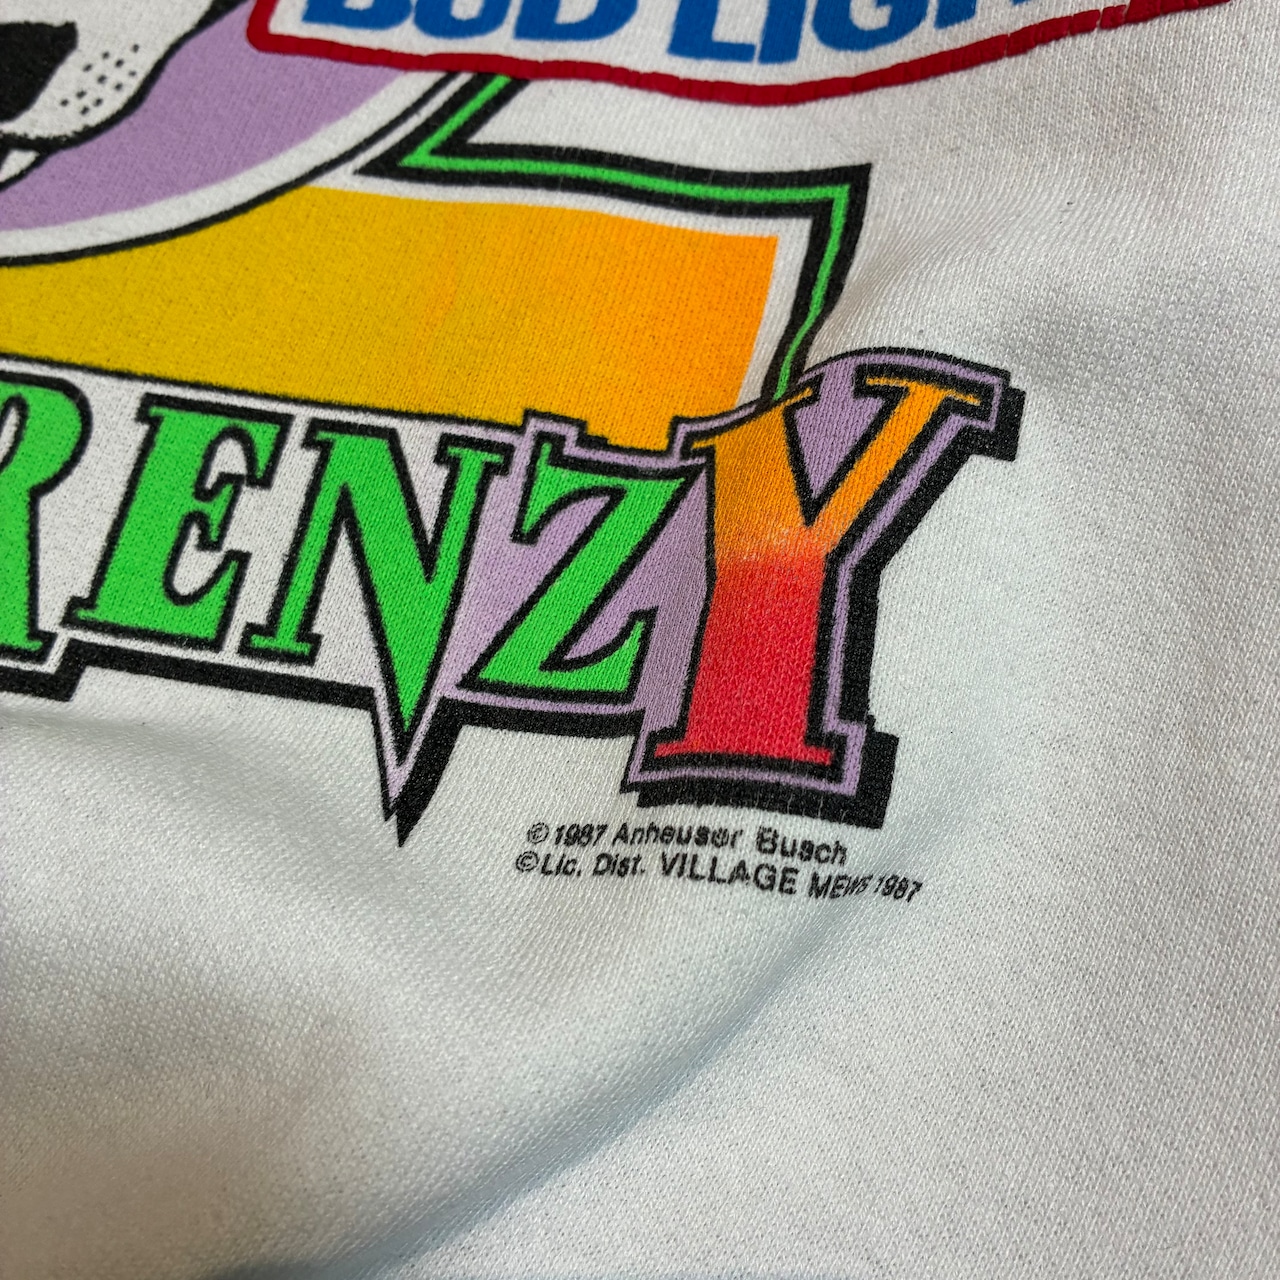 BUD LIGH
RENZY
© 1987 Anheuser Busch
© Lic. Dist. VILLAGE MEWS 1987